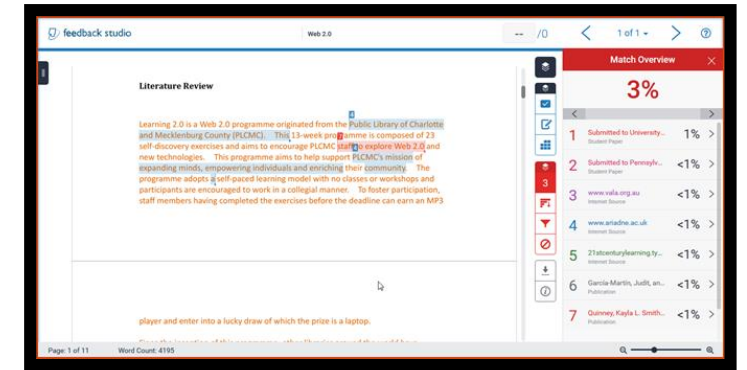 feedback studio
Web 2.0
-- /0
1 of 1
Match Overview
3%
Literature Review
Learning 2.0 is a Web 2.0 programme originated from the Public Library of Charlotte
and Mecklenburg County (PLCMC). This 13-week programme is composed of 23
self-discovery exercises and aims to encourage PLCMC staff to explore Web 2.0 and
new technologies. This programme aims to help support PLCMC's mission of
expanding minds, empowering individuals and enriching their community. The
programme adopts a self-paced learning model with no classes or workshops and
participants are encouraged to work in a collegial manner. To foster participation,
staff members having completed the exercises before the deadline can earn an MP3
player and enter into a lucky draw of which the prize is a laptop.
3
1 Submitted to University... 1%
Student Paper
2 Submitted to Pennsylv... <1%
Student Paper
3 www.vala.org.au <1%
Internet Source
4 www.ariadne.ac.uk <1%
Internet Source
5 21stcenturylearning.ty... <1%
Internet Source
6 García-Martín, Judit, an... <1%
Publication
7 Quinney, Kayla L. Smith... <1%
Publication
Page: 1 of 11 Word Count: 4195